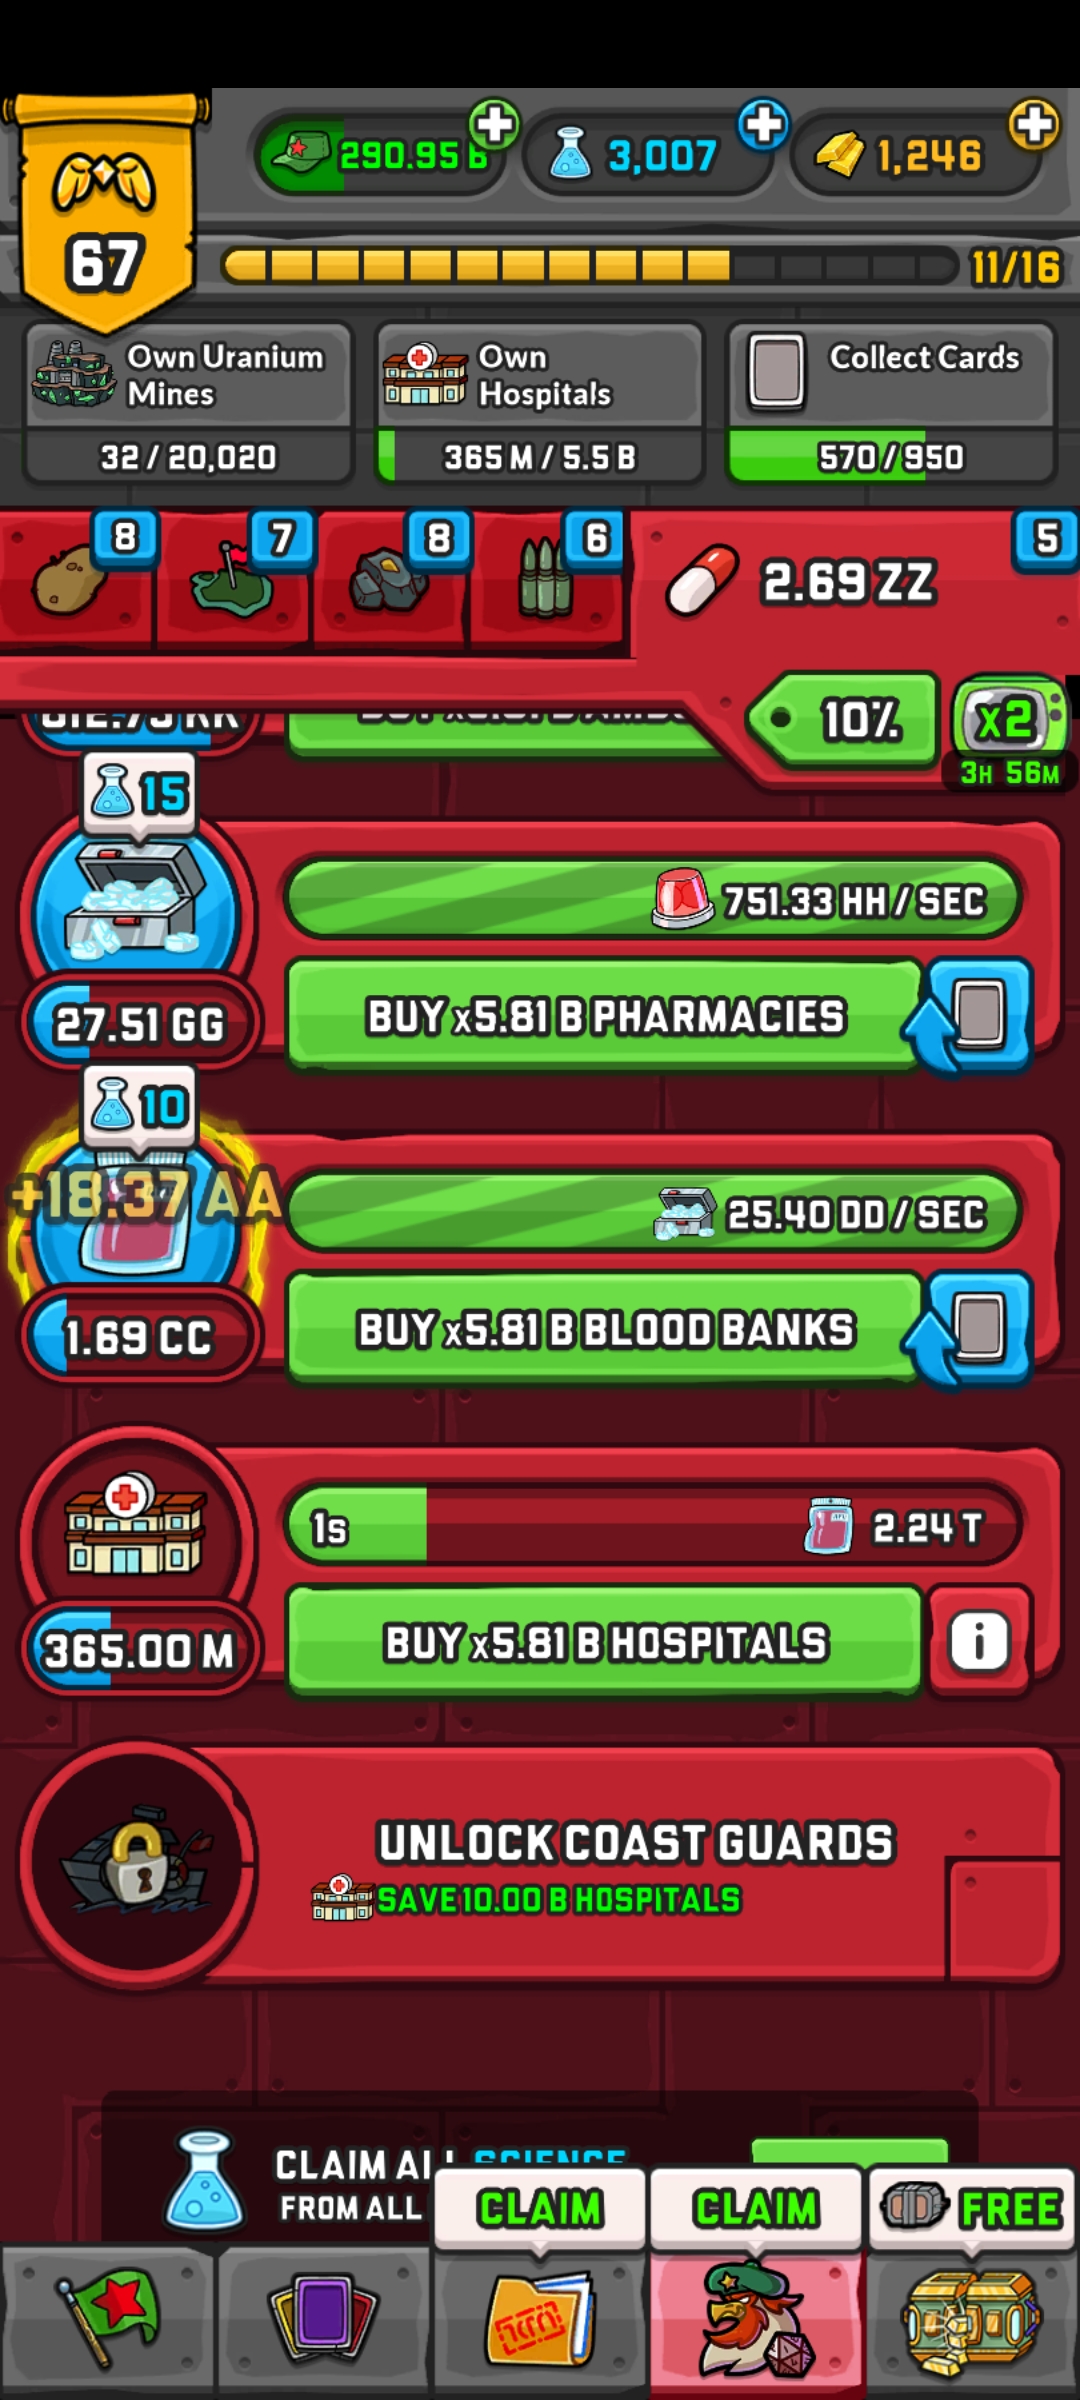 67
290.95 B
3,007
1,246
11/16
Own Uranium
Mines
32 / 20,020
Own
Hospitals
365 M / 5.5 B
Collect Cards
570 / 950
8
7
8
6
2.69 ZZ
5
10%
x2
3H 56M
15
751.33 HH / SEC
27.51 GG
BUY x5.81 B PHARMACIES
10
+18.37 AA
25.40 DD / SEC
1.69 CC
BUY x5.81 B BLOOD BANKS
1s
2.24 T
365.00 M
BUY x5.81 B HOSPITALS
i
UNLOCK COAST GUARDS
SAVE 10.00 B HOSPITALS
CLAIM ALL SCIENCE
FROM ALL
CLAIM
CLAIM
FREE